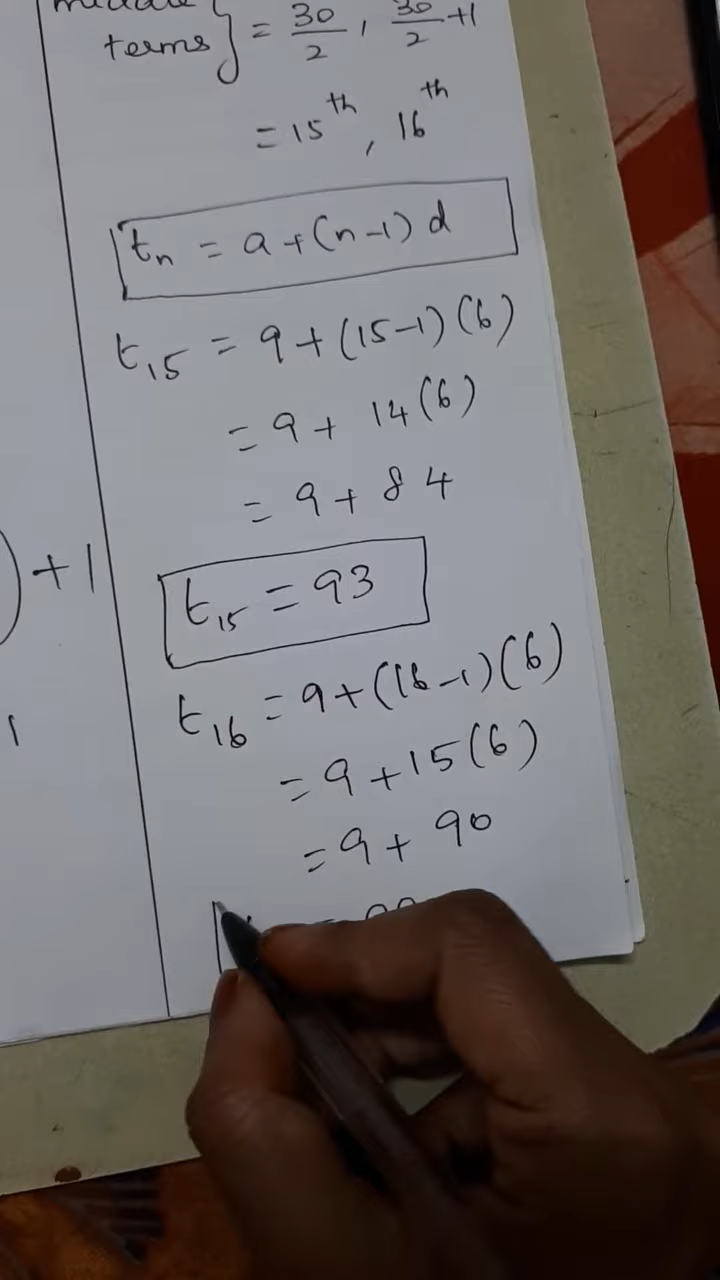 terms} = 30/2, 30/2 +1
= 15th, 16th
tn = a+(n-1) d
t15 = 9+(15-1)(6)
= 9+ 14(6)
= 9+ 84
+1
t15 = 93
t16 = 9+(16-1)(6)
= 9+15(6)
= 9+ 90